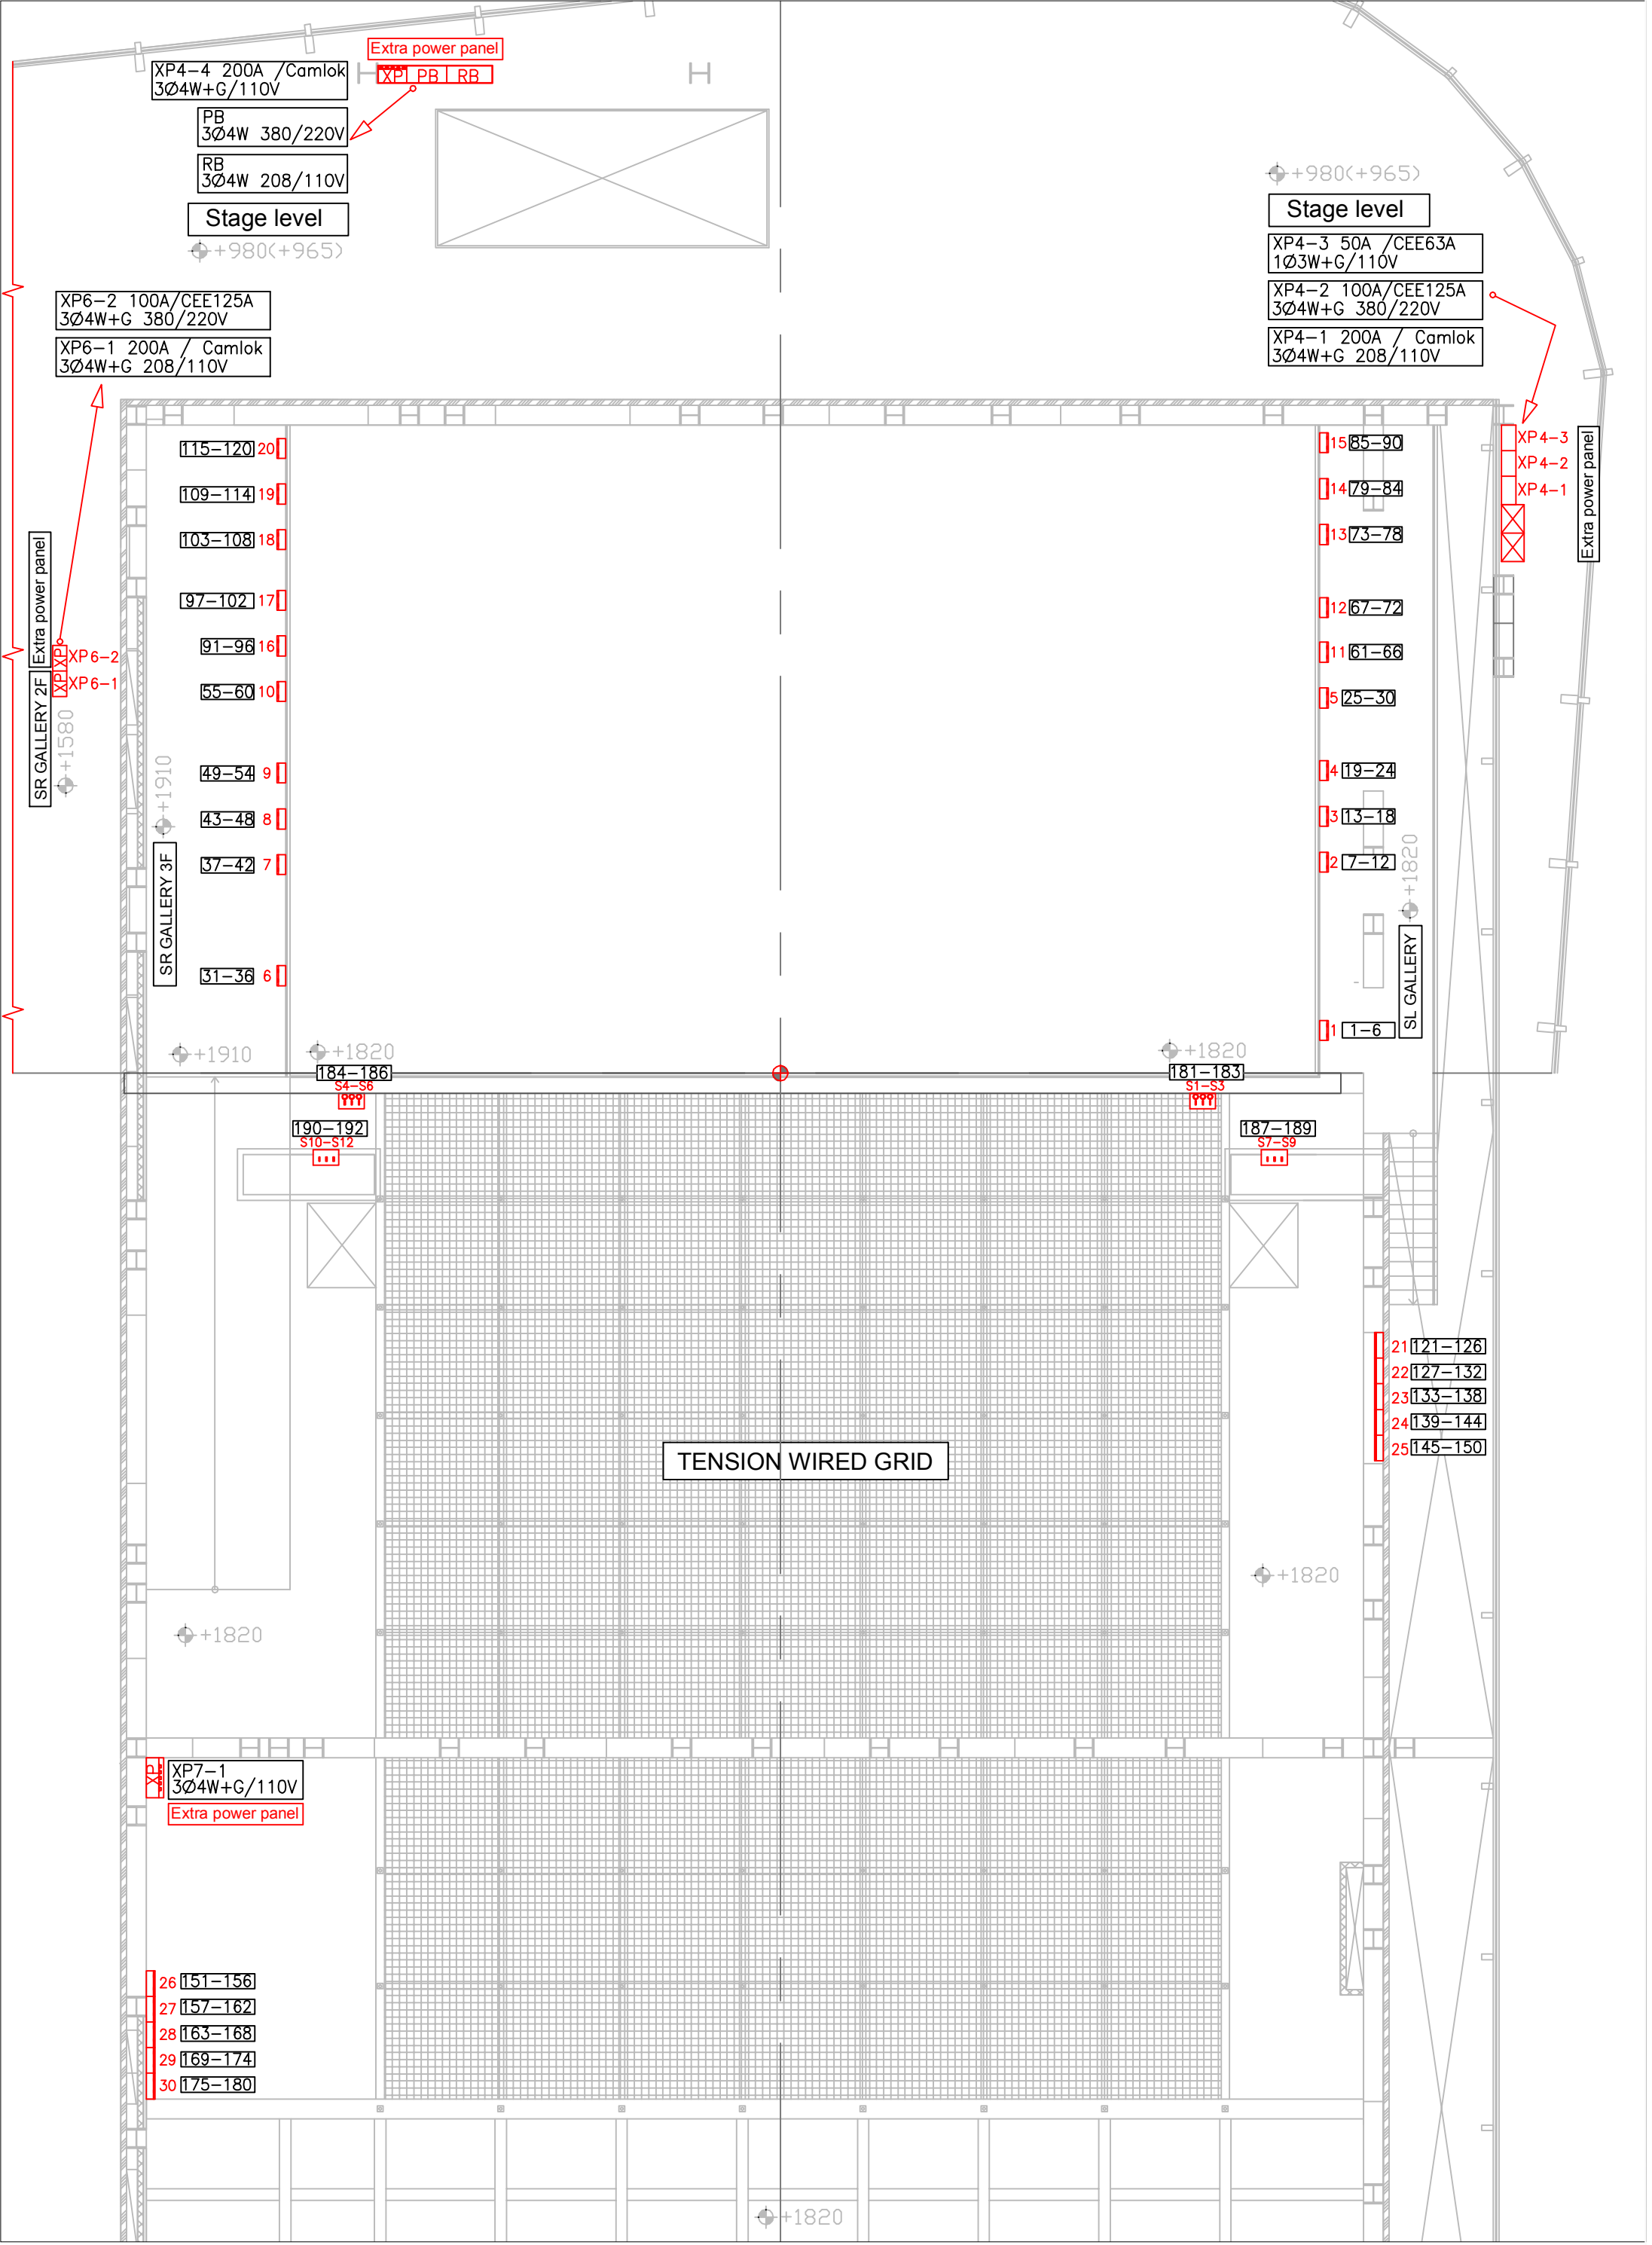 Extra power panel
XP PB RB
XP4-4 200A /Camlok
3Ø4W+G/110V
PB
3Ø4W 380/220V
RB
3Ø4W 208/110V
Stage level
+980(+965)
+980(+965)
Stage level
XP4-3 50A /CEE63A
1Ø3W+G/110V
XP4-2 100A/CEE125A
3Ø4W+G 380/220V
XP4-1 200A / Camlok
3Ø4W+G 208/110V
XP6-2 100A/CEE125A
3Ø4W+G 380/220V
XP6-1 200A / Camlok
3Ø4W+G 208/110V
XP4-3
XP4-2
XP4-1
Extra power panel
115-120 20
109-114 19
103-108 18
97-102 17
91-96 16
55-60 10
49-54 9
43-48 8
37-42 7
31-36 6
15 85-90
14 79-84
13 73-78
12 67-72
11 61-66
5 25-30
4 19-24
3 13-18
2 7-12
1 1-6
Extra power panel
XP XP6-2
XP XP6-1
SR GALLERY 2F
+1580
+1910
SR GALLERY 3F
+1820
SL GALLERY
+1910
+1820
+1820
184-186
S4-S6
181-183
S1-S3
190-192
S10-S12
187-189
S7-S9
21 121-126
22 127-132
23 133-138
24 139-144
25 145-150
TENSION WIRED GRID
+1820
+1820
XP
XP7-1
3Ø4W+G/110V
Extra power panel
26 151-156
27 157-162
28 163-168
29 169-174
30 175-180
+1820